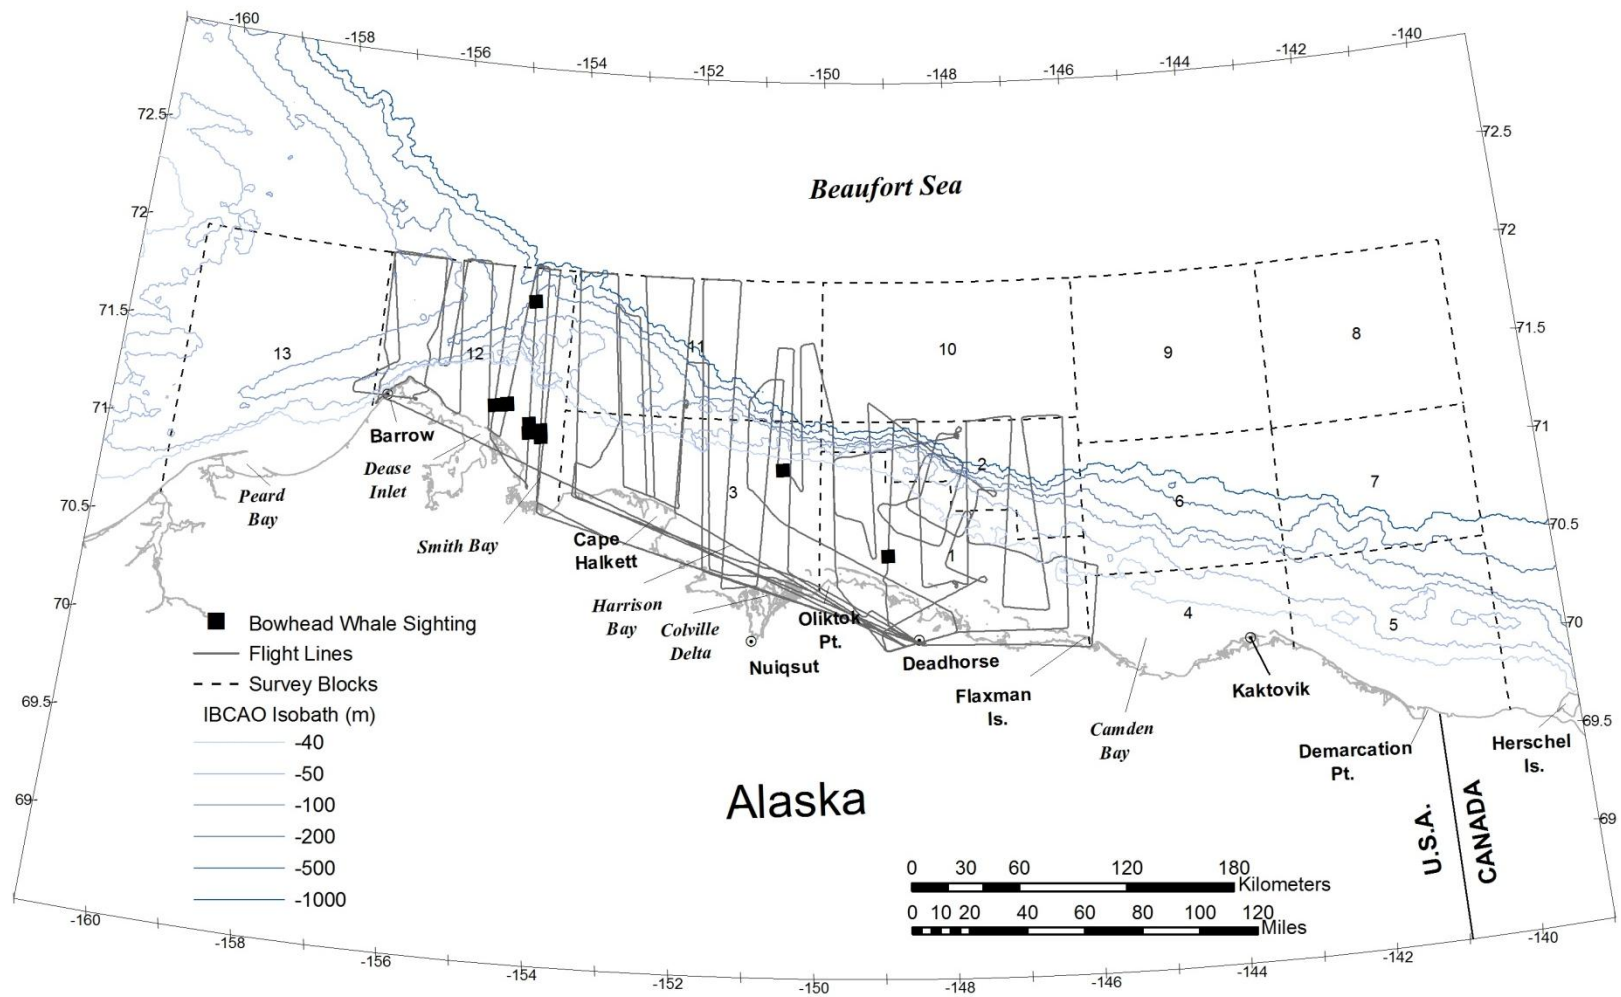 -160
-158
-156
-154
-152
-150
-148
-146
-144
-142
-140
72.5
72
71.5
71
70.5
70
69.5
69
72.5
72
71.5
71
70.5
70
69.5
69
Beaufort Sea
13
12
11
10
9
8
3
2
1
6
7
4
5
Barrow
Dease
Inlet
Peard
Bay
Smith Bay
Cape
Halkett
Harrison
Bay
Colville
Delta
Oliktok
Pt.
Nuiqsut
Deadhorse
Flaxman
Is.
Camden
Bay
Kaktovik
Demarcation
Pt.
Herschel
Is.
Alaska
U.S.A.
CANADA
Bowhead Whale Sighting
Flight Lines
Survey Blocks
IBCAO Isobath (m)
-40
-50
-100
-200
-500
-1000
0 30 60 120 180
Kilometers
0 10 20 40 60 80 100 120
Miles
-160
-158
-156
-154
-152
-150
-148
-146
-144
-142
-140